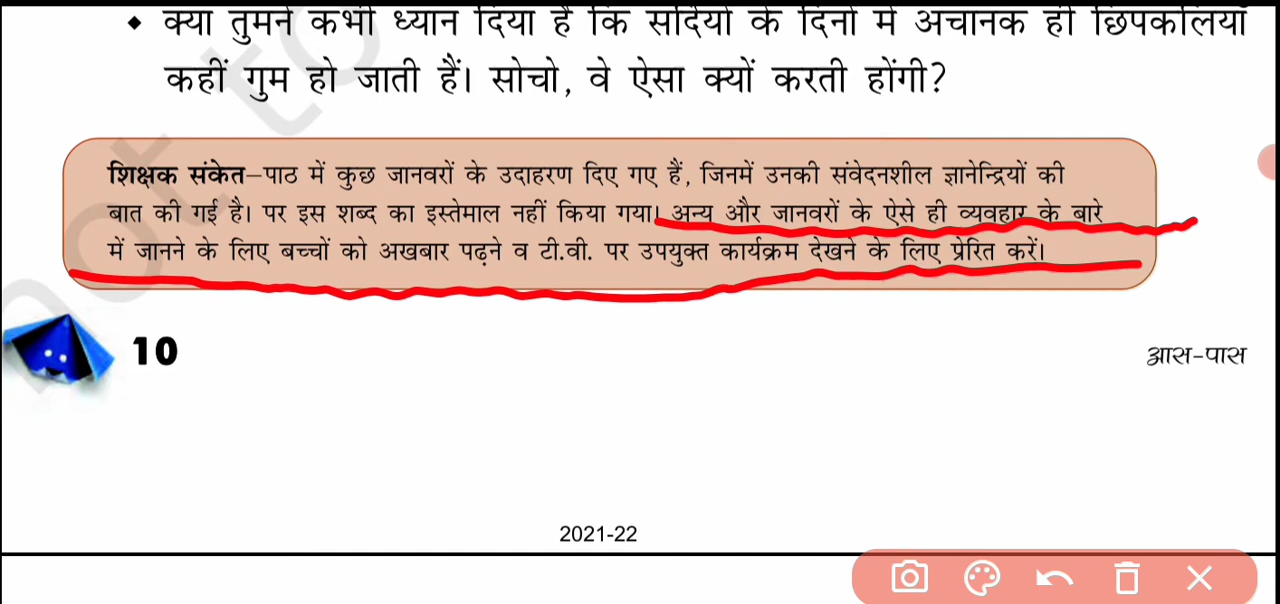 • क्या तुमने कभी ध्यान दिया है कि सर्दियों के दिनों में अचानक ही छिपकलियाँ
कहीं गुम हो जाती हैं। सोचो, वे ऐसा क्यों करती होंगी?
शिक्षक संकेत–पाठ में कुछ जानवरों के उदाहरण दिए गए हैं, जिनमें उनकी संवेदनशील ज्ञानेन्द्रियों की
बात की गई है। पर इस शब्द का इस्तेमाल नहीं किया गया। अन्य और जानवरों के ऐसे ही व्यवहार के बारे
में जानने के लिए बच्चों को अखबार पढ़ने व टी.वी. पर उपयुक्त कार्यक्रम देखने के लिए प्रेरित करें।
10
आस-पास
2021-22
not to